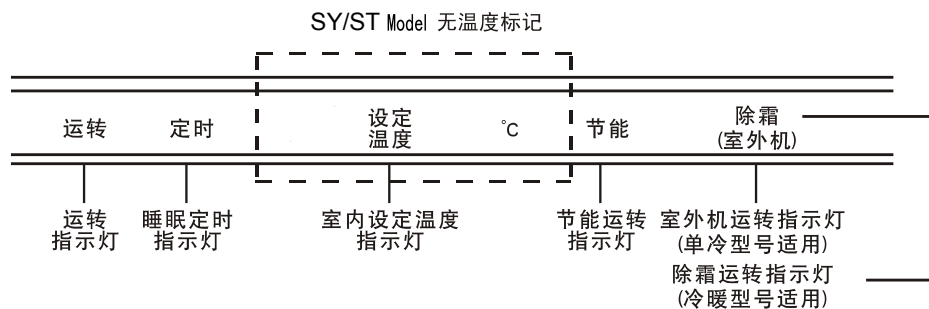 SY/ST Model 无温度标记
运转
定时
设定
温度
°C
节能
除霜
(室外机)
运转
指示灯
睡眠定时
指示灯
室内设定温度
指示灯
节能运转
指示灯
室外机运转指示灯
(单冷型号适用)
除霜运转指示灯
(冷暖型号适用)